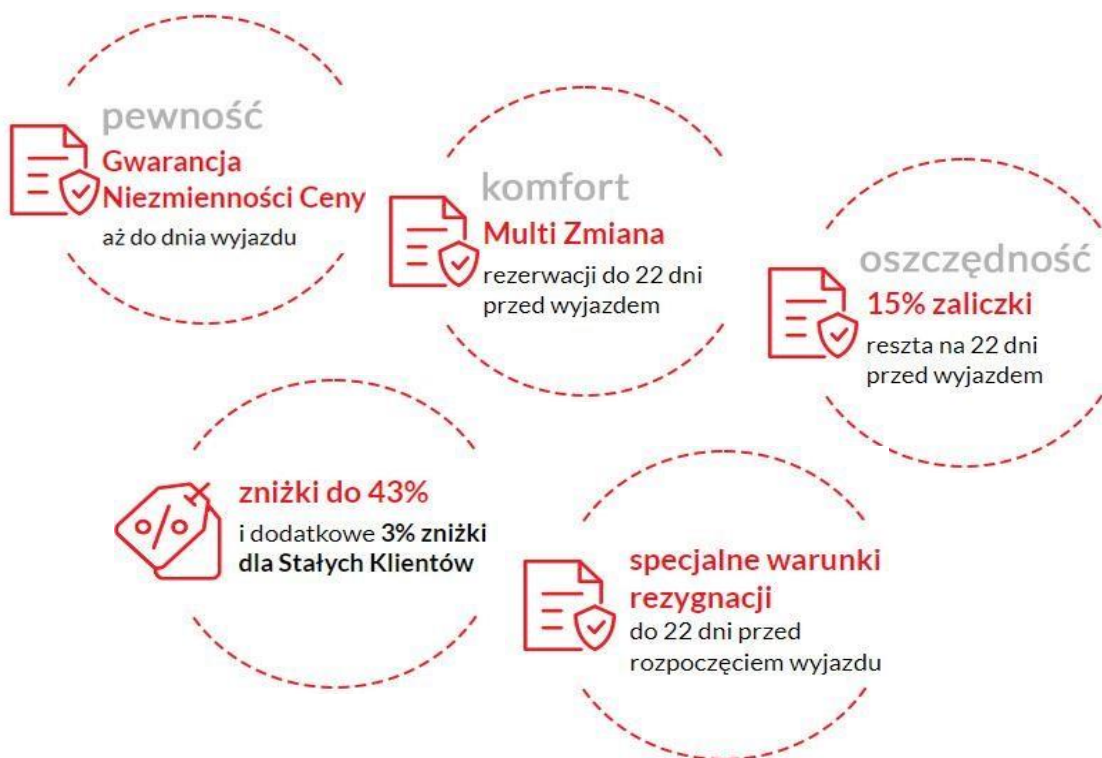 pewność
Gwarancja
Niezmienności Ceny
aż do dnia wyjazdu
komfort
Multi Zmiana
rezerwacji do 22 dni
przed wyjazdem
oszczędność
15% zaliczki
reszta na 22 dni
przed wyjazdem
zniżki do 43%
i dodatkowe 3% zniżki
dla Stałych Klientów
specjalne warunki
rezygnacji
do 22 dni przed
rozpoczęciem wyjazdu